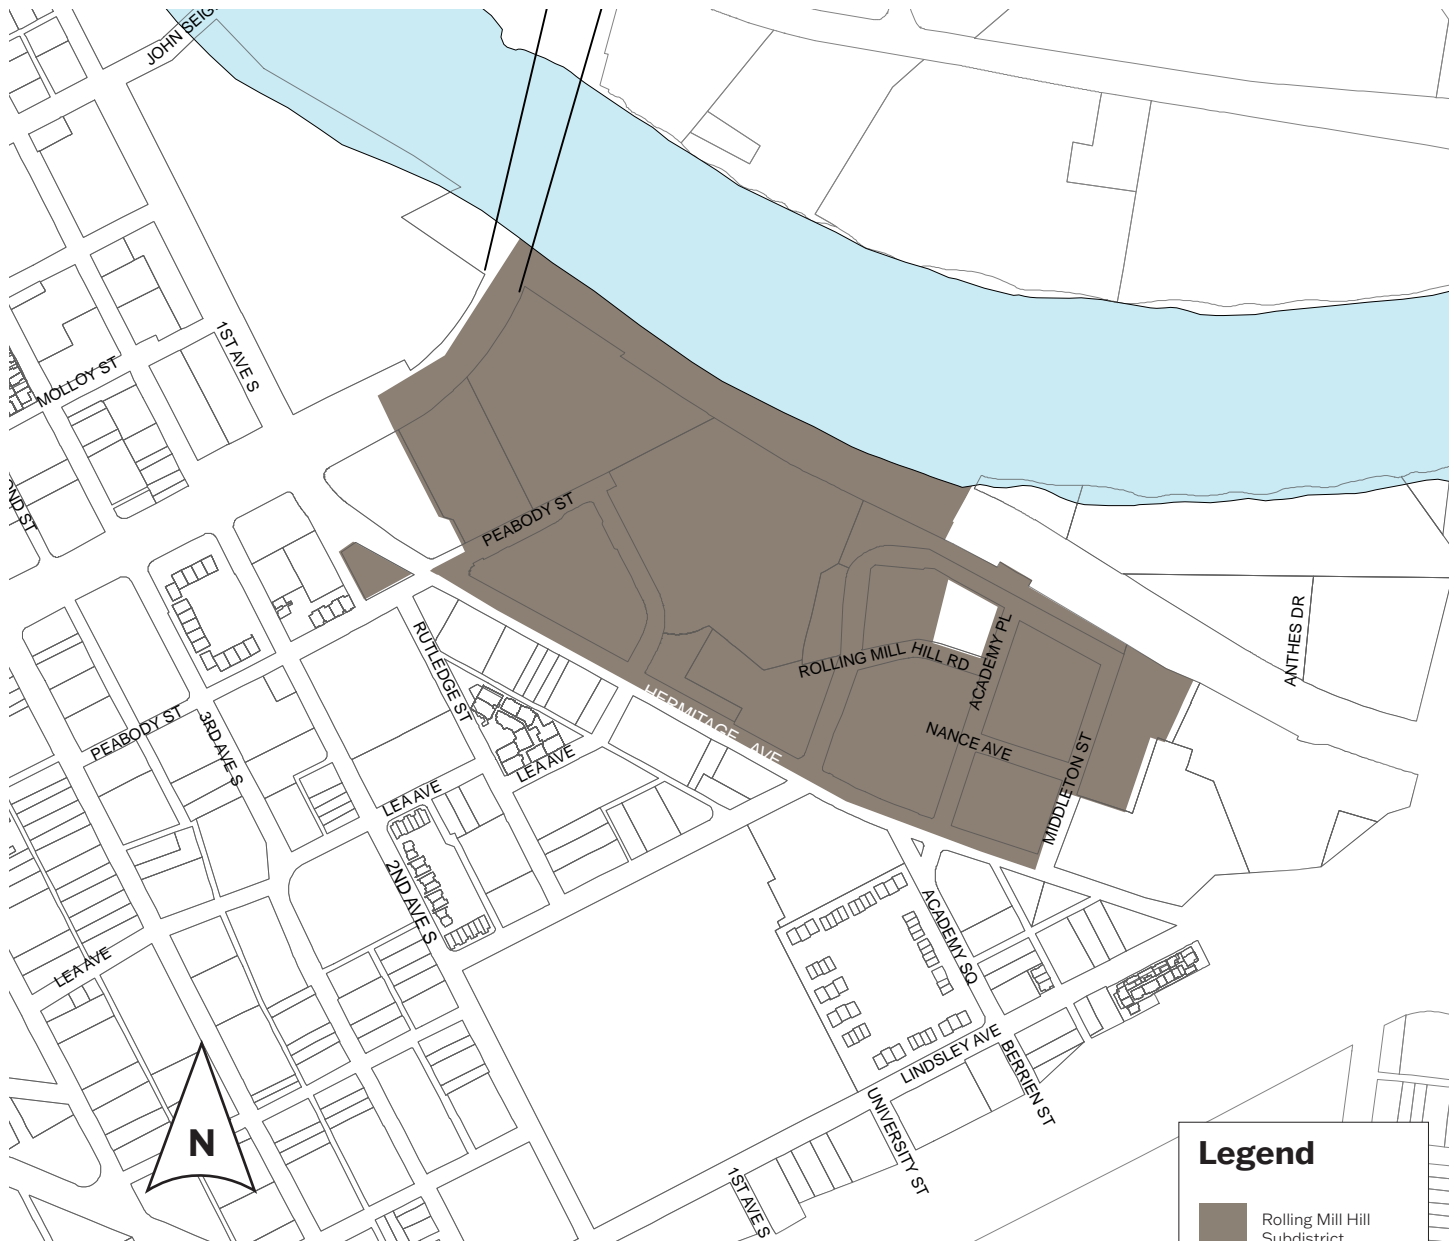 JOHN SEIG
1ST AVE S
MOLLOY ST
OND ST
PEABODY ST
RUTLEDGE ST
HERMITAGE AVE
ROLLING MILL HILL RD
ACADEMY PL
ANTHES DR
NANCE AVE
MIDDLETON ST
PEABODY ST
3RD AVE S
LEA AVE
LEA AVE
2ND AVE S
LEA AVE
ACADEMY SQ
LINDSLEY AVE
BERRIEN ST
UNIVERSITY ST
1ST AVE S
N
Legend
Rolling Mill Hill
Subdistrict